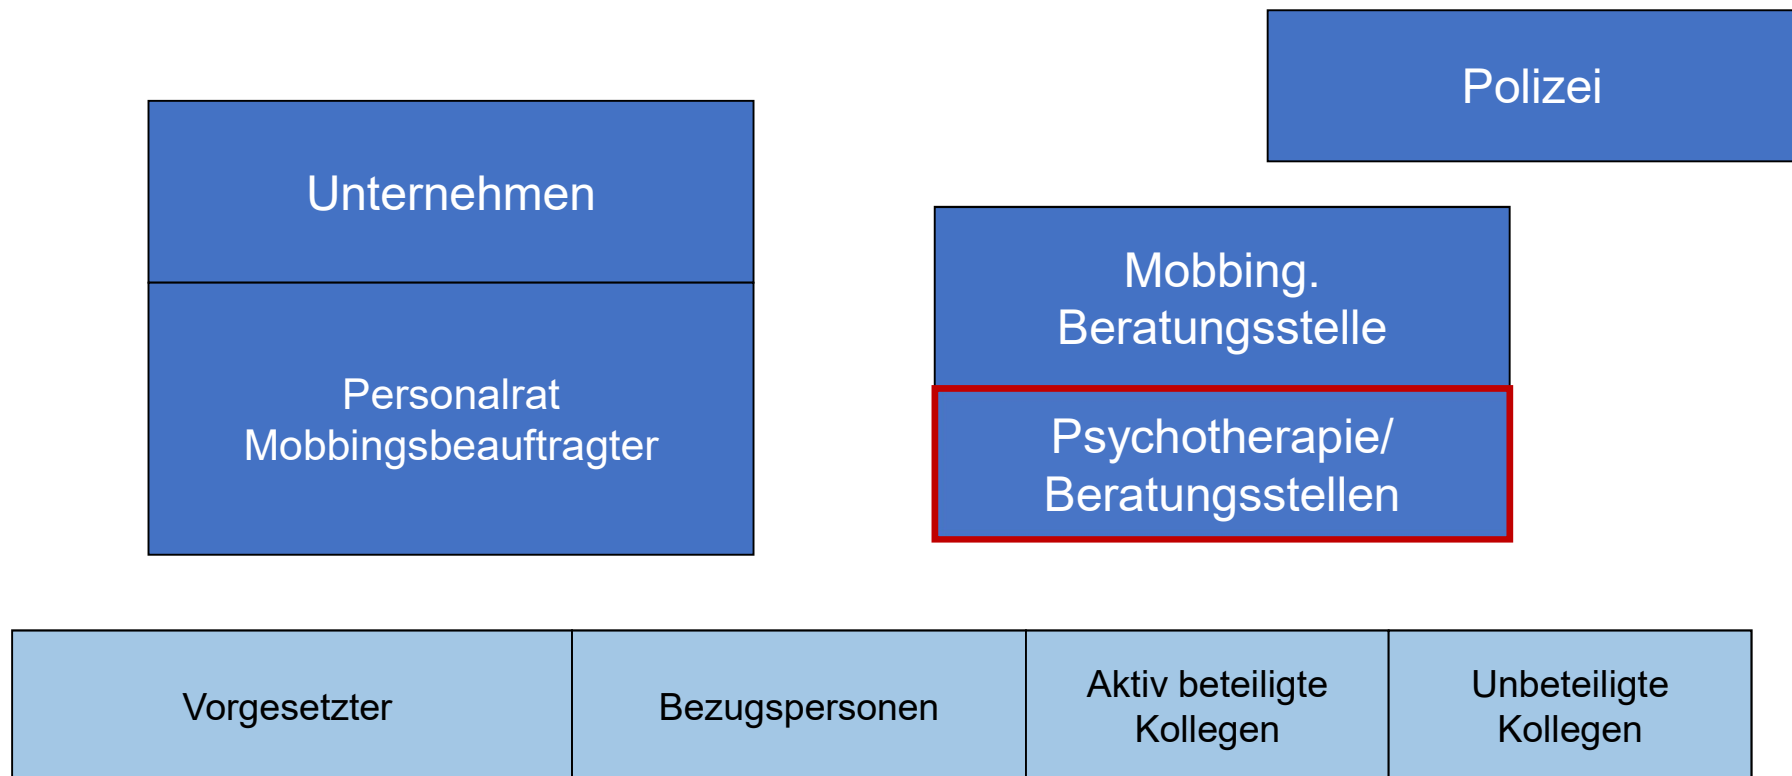 Polizei
Unternehmen
Mobbing.
Beratungsstelle
Personalrat
Mobbingsbeauftragter
Psychotherapie/
Beratungsstellen
Vorgesetzter
Bezugspersonen
Aktiv beteiligte
Kollegen
Unbeteiligte
Kollegen